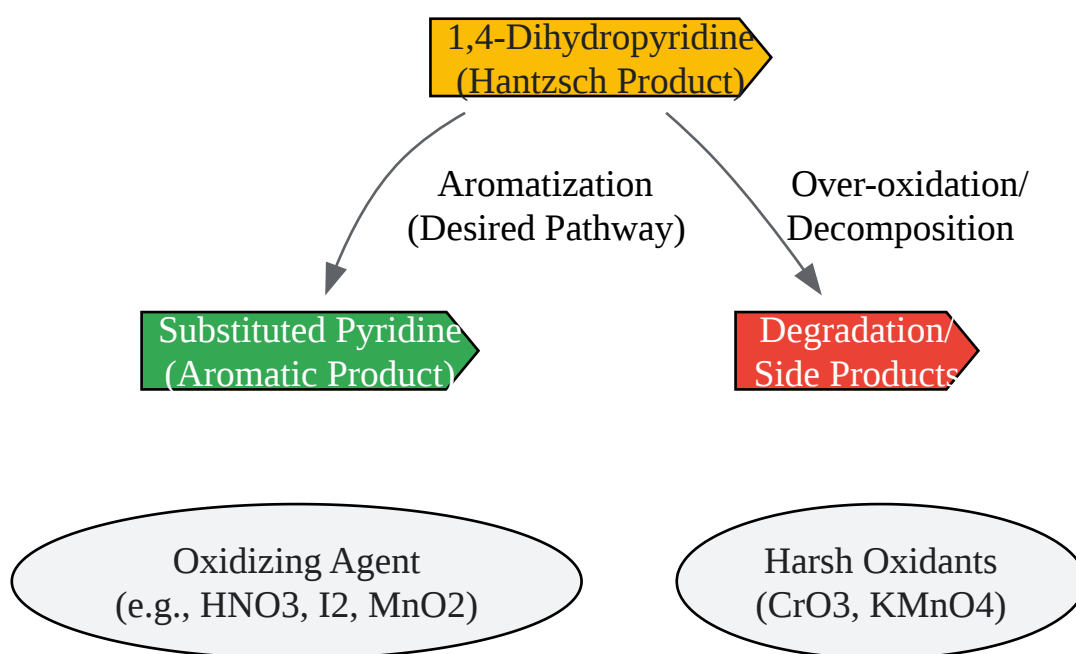 1,4-Dihydropyridine
(Hantzsch Product)
Aromatization
(Desired Pathway)
Over-oxidation/
Decomposition
Substituted Pyridine
(Aromatic Product)
Degradation/
Side Products
Oxidizing Agent
(e.g., HNO3, I2, MnO2)
Harsh Oxidants
(CrO3, KMnO4)